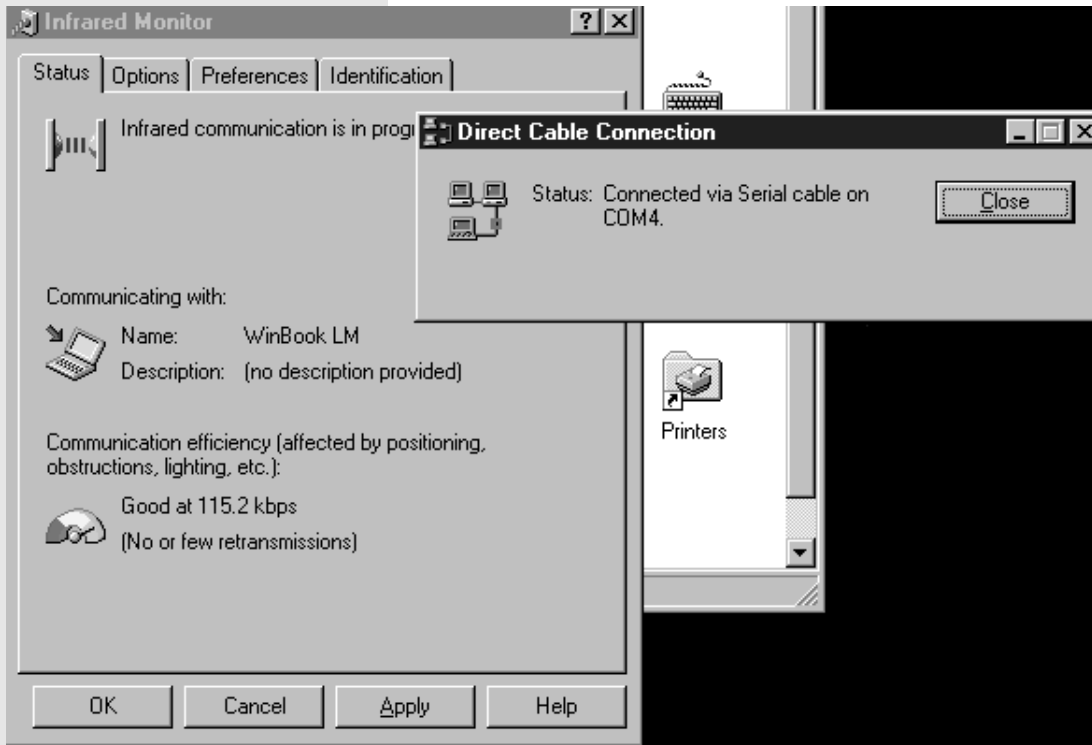 Infrared Monitor
Status Options Preferences Identification
Infrared communication is in
Direct Cable Connection
Status: Connected via Serial cable on
COM4.
Close
Communicating with:
Name: WinBook LM
Description: (no description provided)
Communication efficiency (affected by positioning,
obstructions, lighting, etc.):
Good at 115.2 kbps
(No or few retransmissions)
Printers
OK Cancel Apply Help